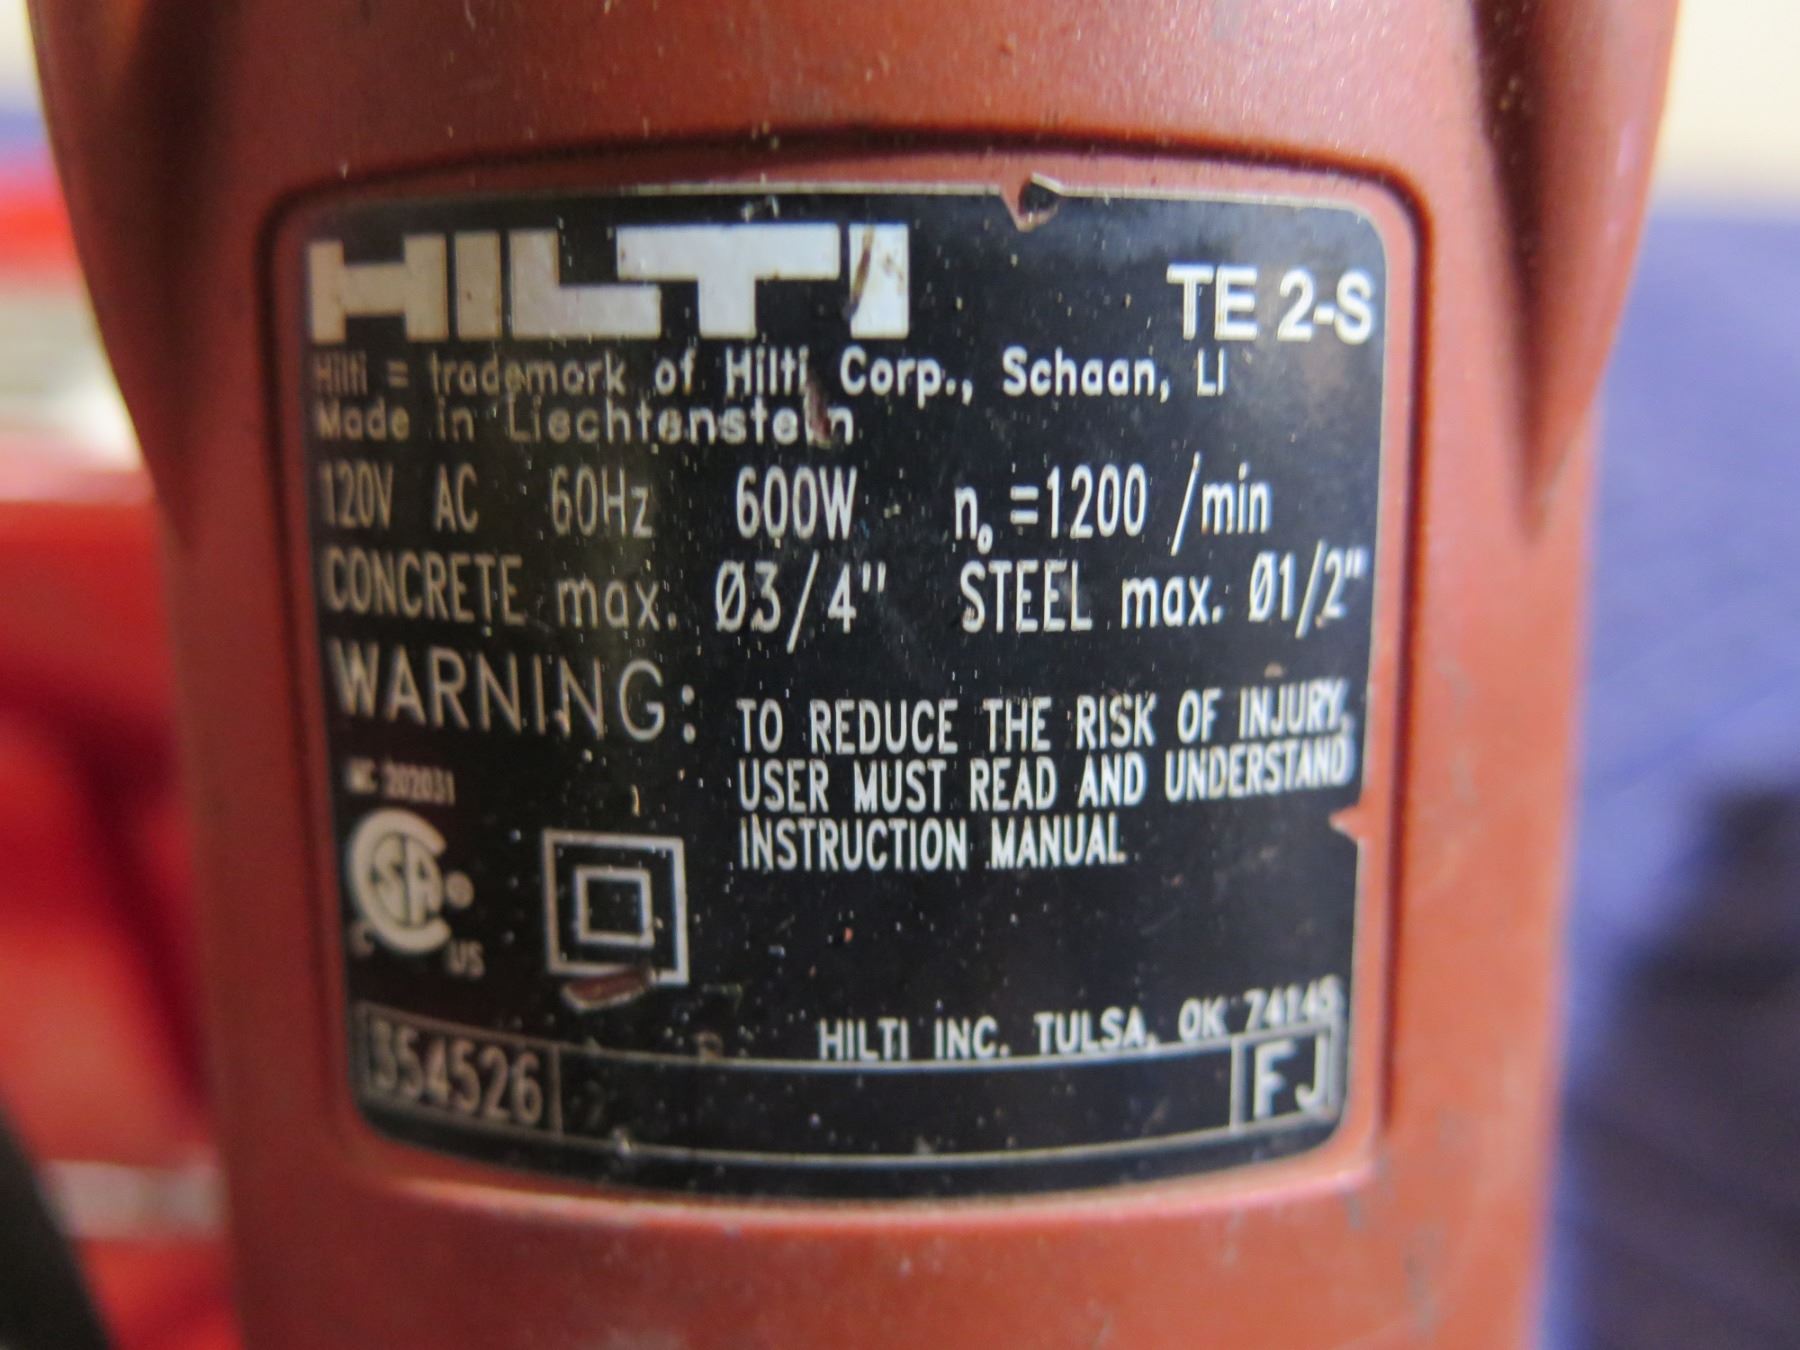 HILTI TE 2-S
Hilti = trademark of Hilti Corp., Schaan, LI
Made in Liechtenstein
120V AC 60Hz 600W n₀ =1200 /min
CONCRETE max. Ø3/4" STEEL max. Ø1/2"
WARNING: TO REDUCE THE RISK OF INJURY,
USER MUST READ AND UNDERSTAND
INSTRUCTION MANUAL
202031
CSA ®
C US
HILTI INC. TULSA, OK
354526 FJ